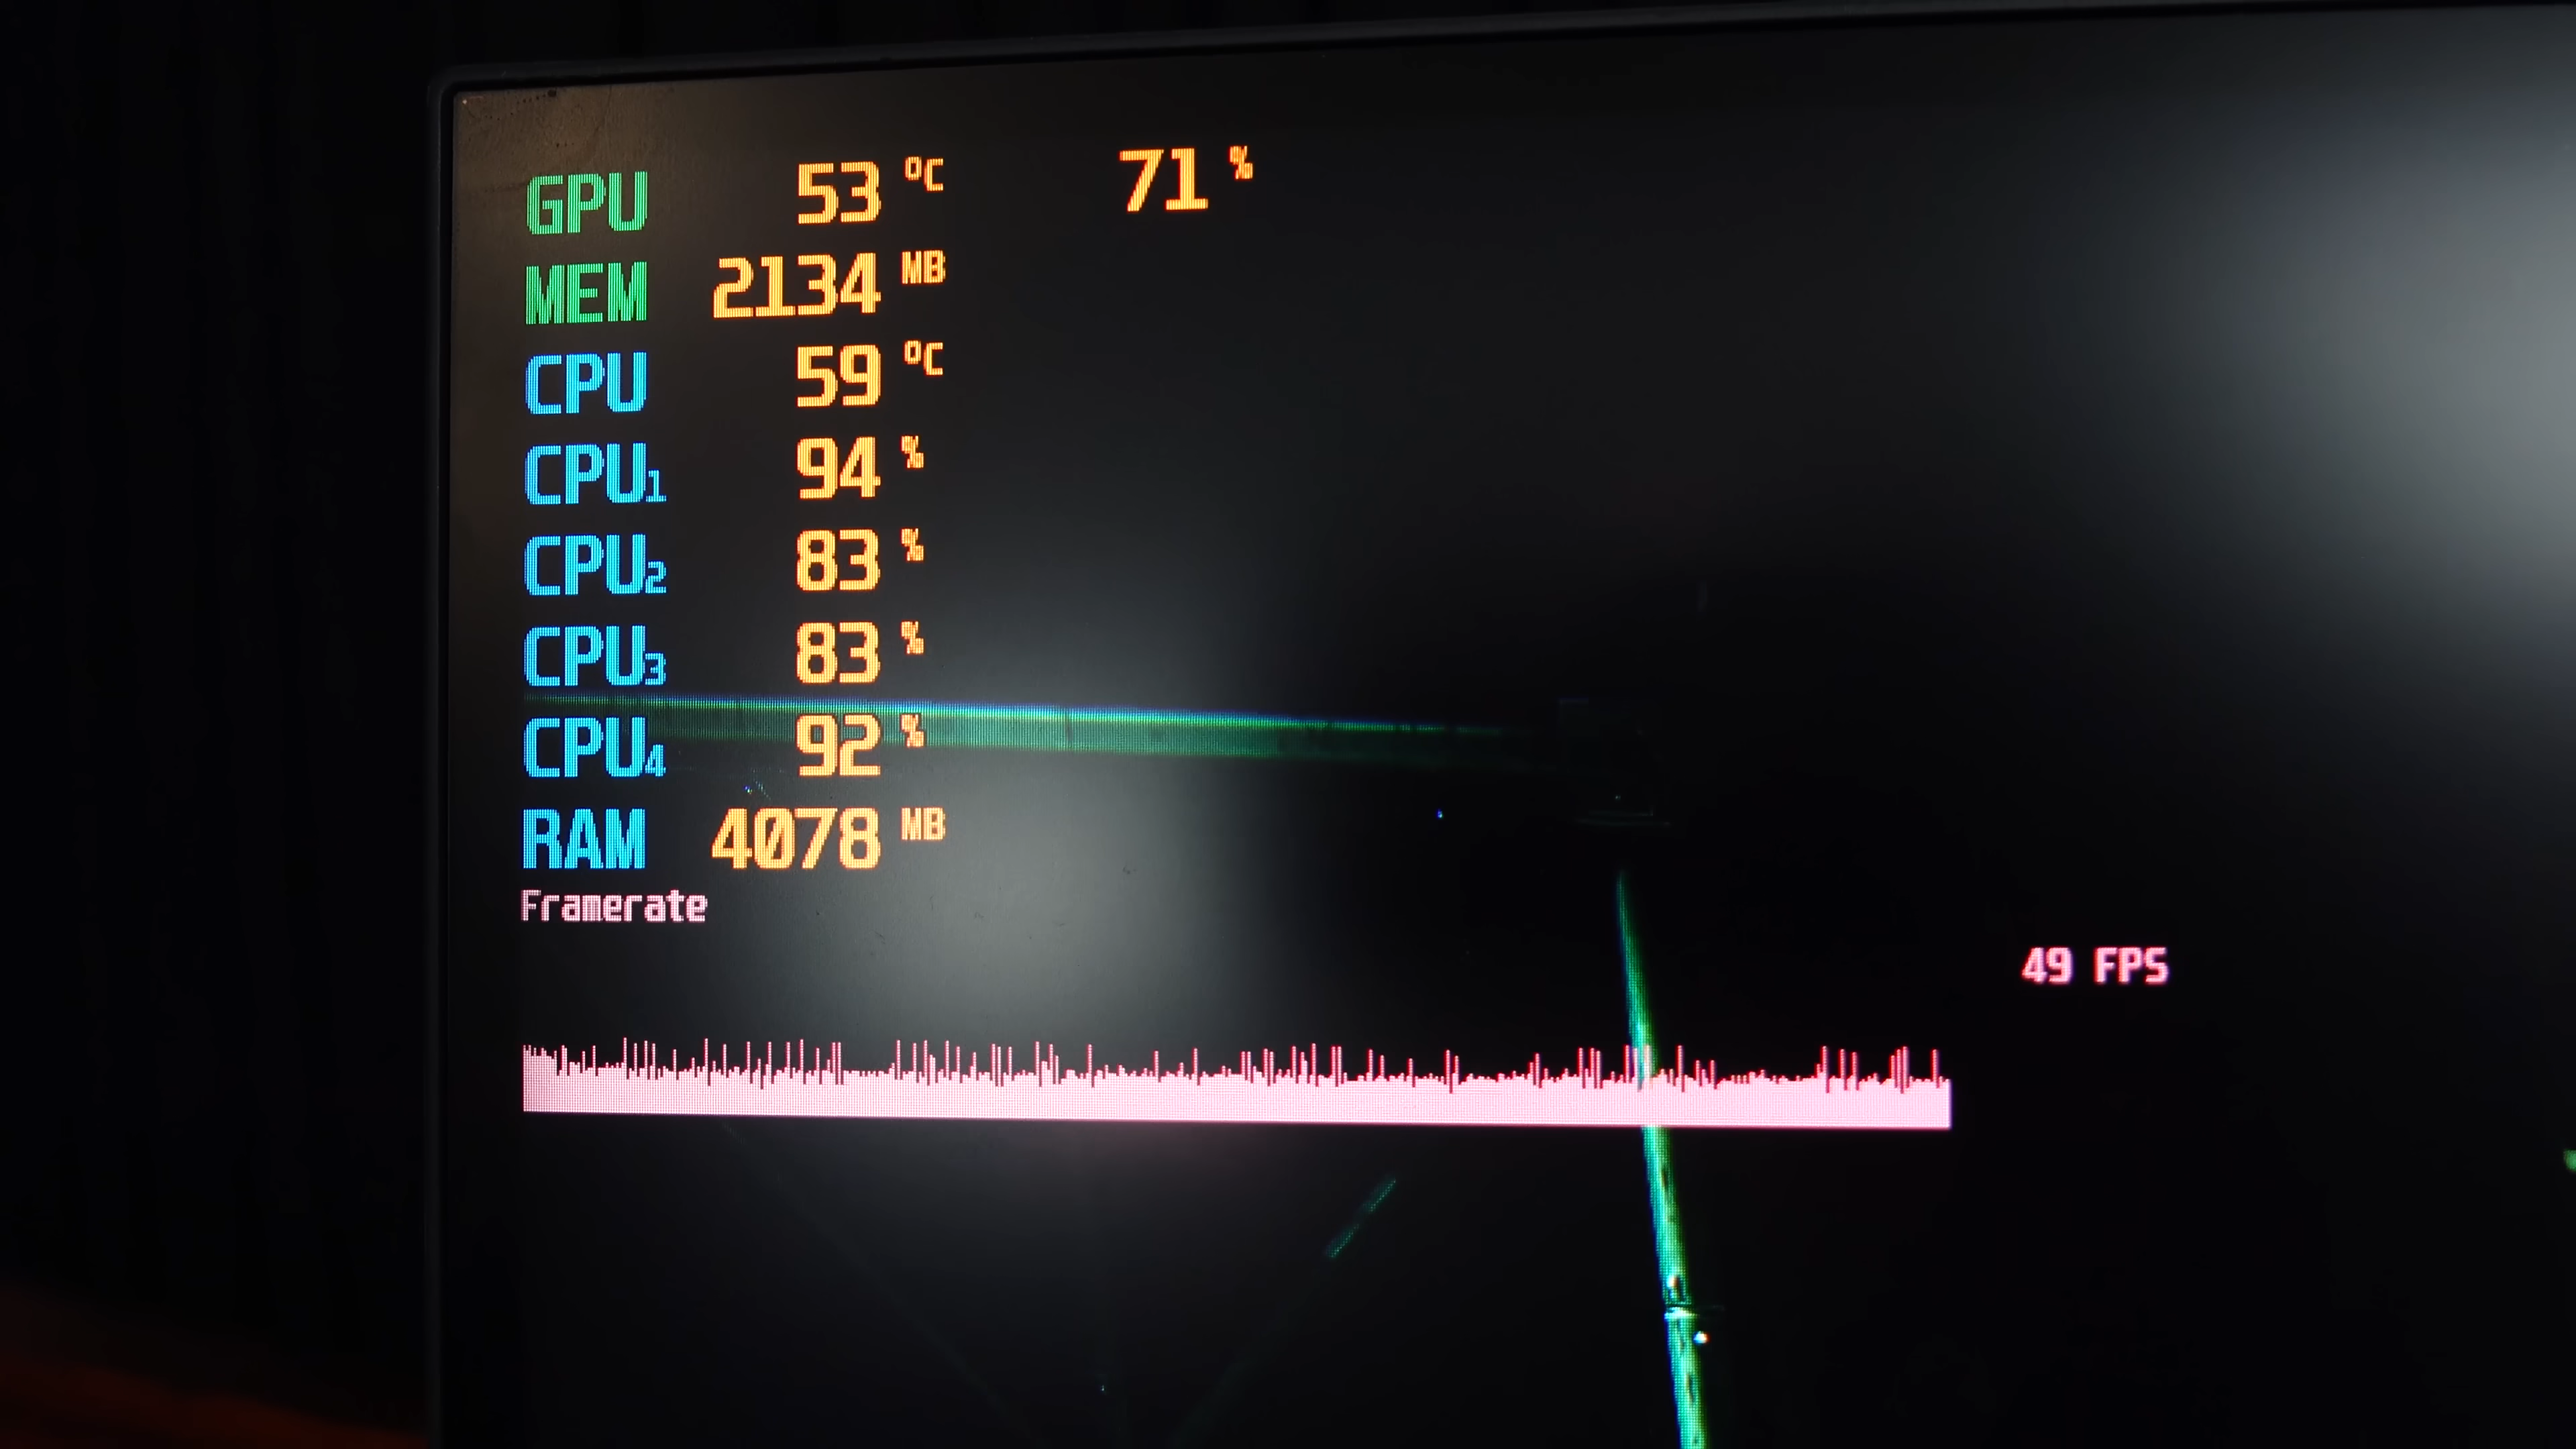 GPU 53 °C 71 %
MEM 2134 MB
CPU 59 °C
CPU1 94 %
CPU2 83 %
CPU3 83 %
CPU4 92 %
RAM 4078 MB
Framerate
49 FPS